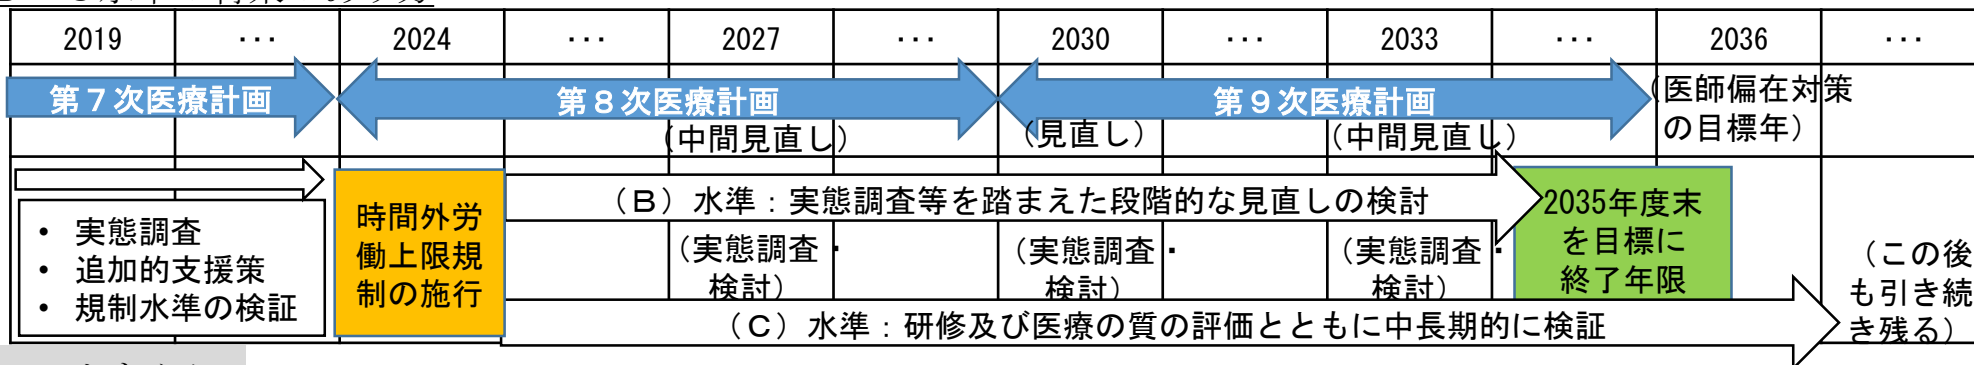 2019 ・・・ 2024 ・・・ 2027 ・・・ 2030 ・・・ 2033 ・・・ 2036 ・・・
第７次医療計画 第８次医療計画 第９次医療計画
（中間見直し） （見直し） （中間見直し）
（医師偏在対策
の目標年）
・ 実態調査
・ 追加的支援策
・ 規制水準の検証
時間外労
働上限規
制の施行
（Ｂ）水準：実態調査等を踏まえた段階的な見直しの検討
（実態調査・
検討）
（実態調査・
検討）
（実態調査・
検討）
2035年度末
を目標に
終了年限
（Ｃ）水準：研修及び医療の質の評価とともに中長期的に検証
（この後
も引き続
き残る）